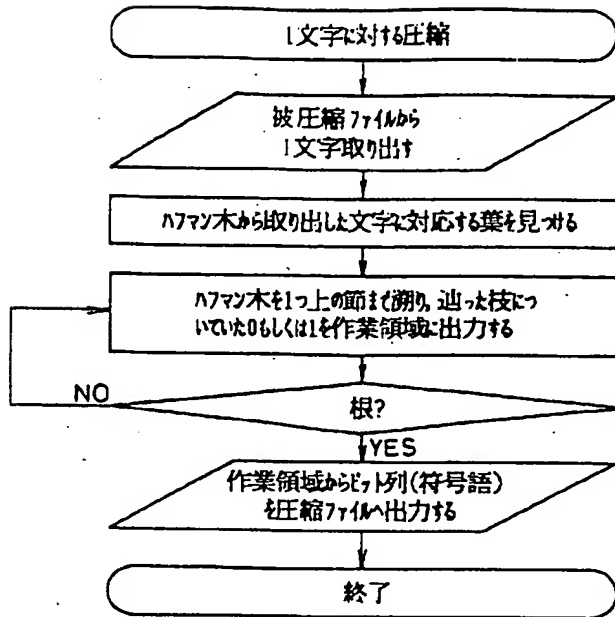 1文字に対する圧縮
被圧縮ファイルから
1文字取り出す
ハフマン木から取り出した文字に対応する葉を見つける
ハフマン木を1つ上の節まで溯り、辿った枝につ
いていた0もしくは1を作業領域に出力する
NO
根?
YES
作業領域からビット列(符号語)
を圧縮ファイルへ出力する
終了